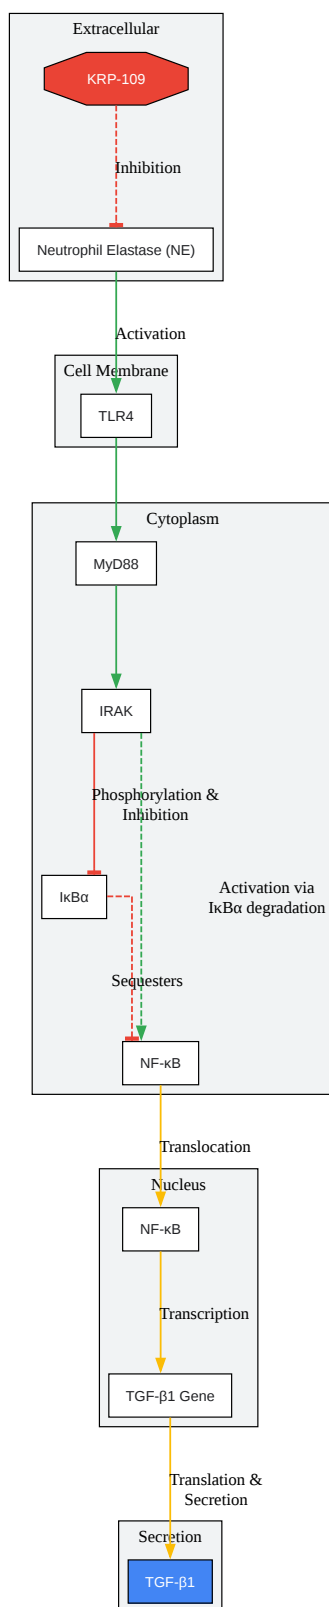 Extracellular
KRP-109
Inhibition
Neutrophil Elastase (NE)
Activation
Cell Membrane
TLR4
Cytoplasm
MyD88
IRAK
Phosphorylation &
Inhibition
IκBα
Activation via
IκBα degradation
Sequesters
NF-κB
Translocation
Nucleus
NF-κB
Transcription
TGF-β1 Gene
Translation &
Secretion
Secretion
TGF-β1